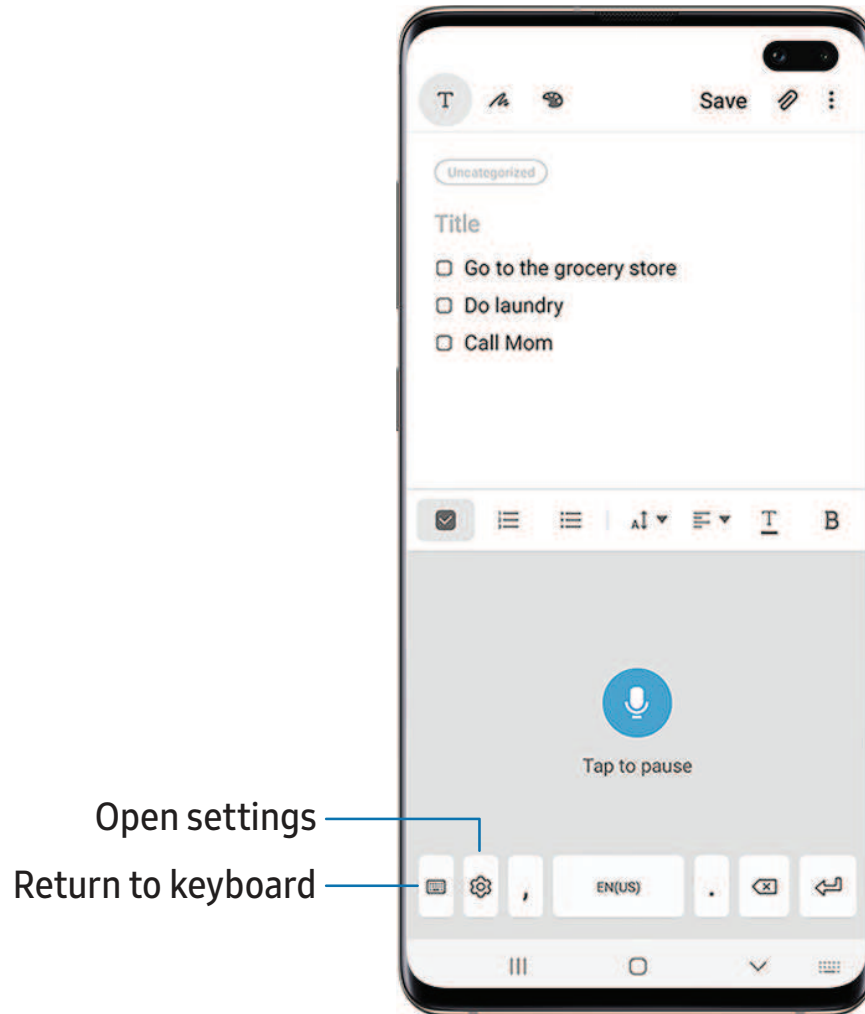 T
Save
Uncategorized
Title
Go to the grocery store
Do laundry
Call Mom
A T B
Tap to pause
Open settings
Return to keyboard
, EN(US) .